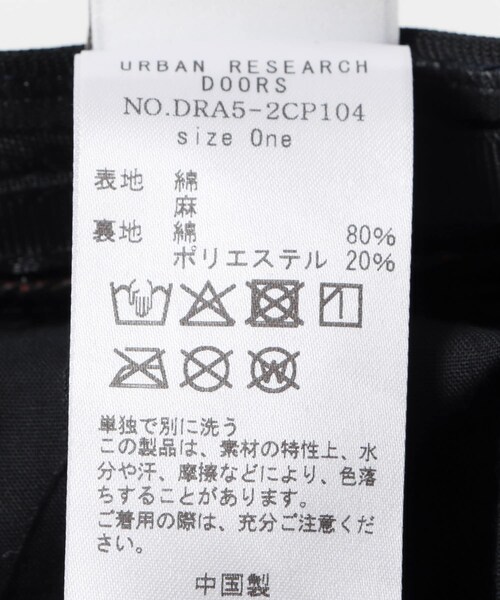 URBAN RESEARCH
DOORS
NO.DRA5-2CP104
size One
表地 綿
麻
裏地 綿 80%
ポリエステル 20%
単独で別に洗う
この製品は、素材の特性上、水
分や汗、摩擦などにより、色落
ちすることがあります。
ご着用の際は、充分ご注意くだ
さい。
中国製